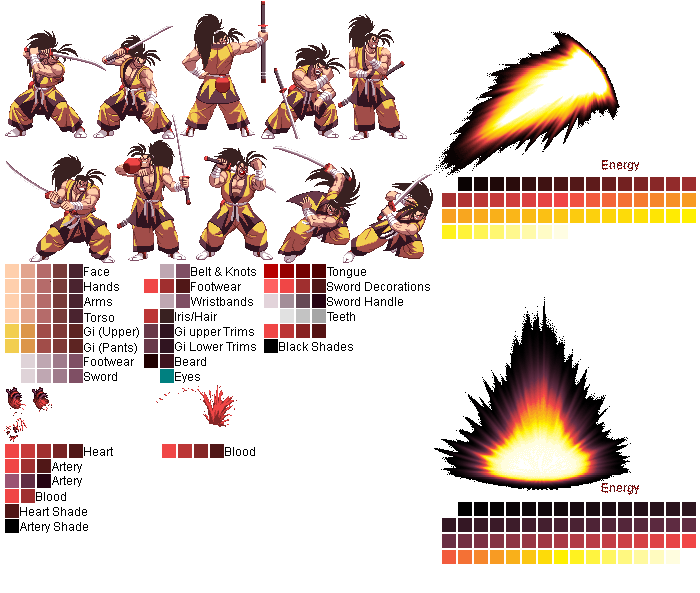 Energy
Face
Hands
Arms
Torso
Gi (Upper)
Gi (Pants)
Footwear
Sword
Belt & Knots
Footwear
Wristbands
Iris/Hair
Gi upper Trims
Gi Lower Trims
Beard
Eyes
Tongue
Sword Decorations
Sword Handle
Teeth
Black Shades
Heart
Artery
Artery
Blood
Heart Shade
Artery Shade
Blood
Energy